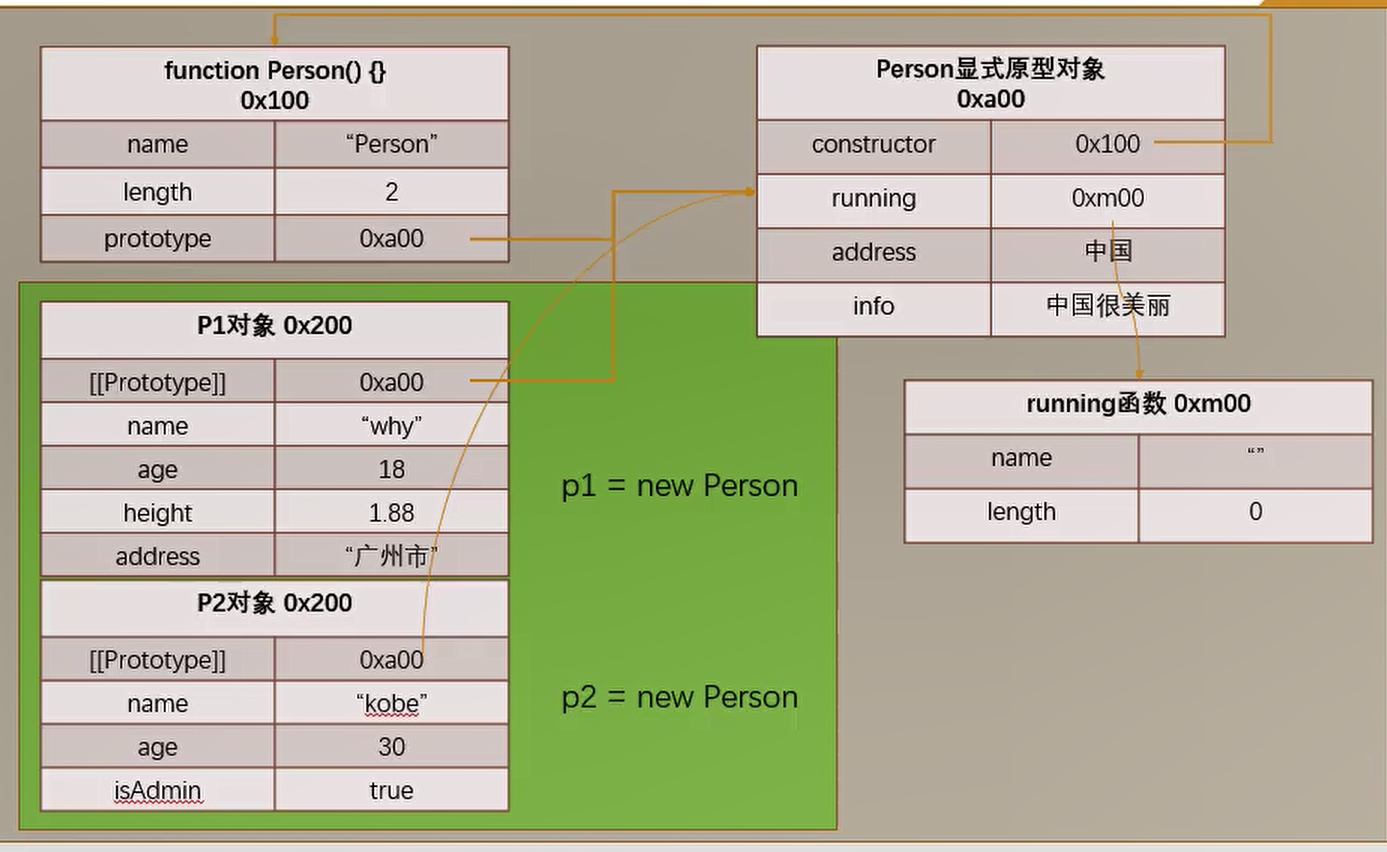 function Person() {}
0x100
name “Person”
length 2
prototype 0xa00
Person显式原型对象
0xa00
constructor 0x100
running 0xm00
address 中国
info 中国很美丽
P1对象 0x200
[[Prototype]] 0xa00
name “why”
age 18
height 1.88
address “广州市”
p1 = new Person
running函数 0xm00
name “”
length 0
P2对象 0x200
[[Prototype]] 0xa00
name “kobe”
age 30
isAdmin true
p2 = new Person